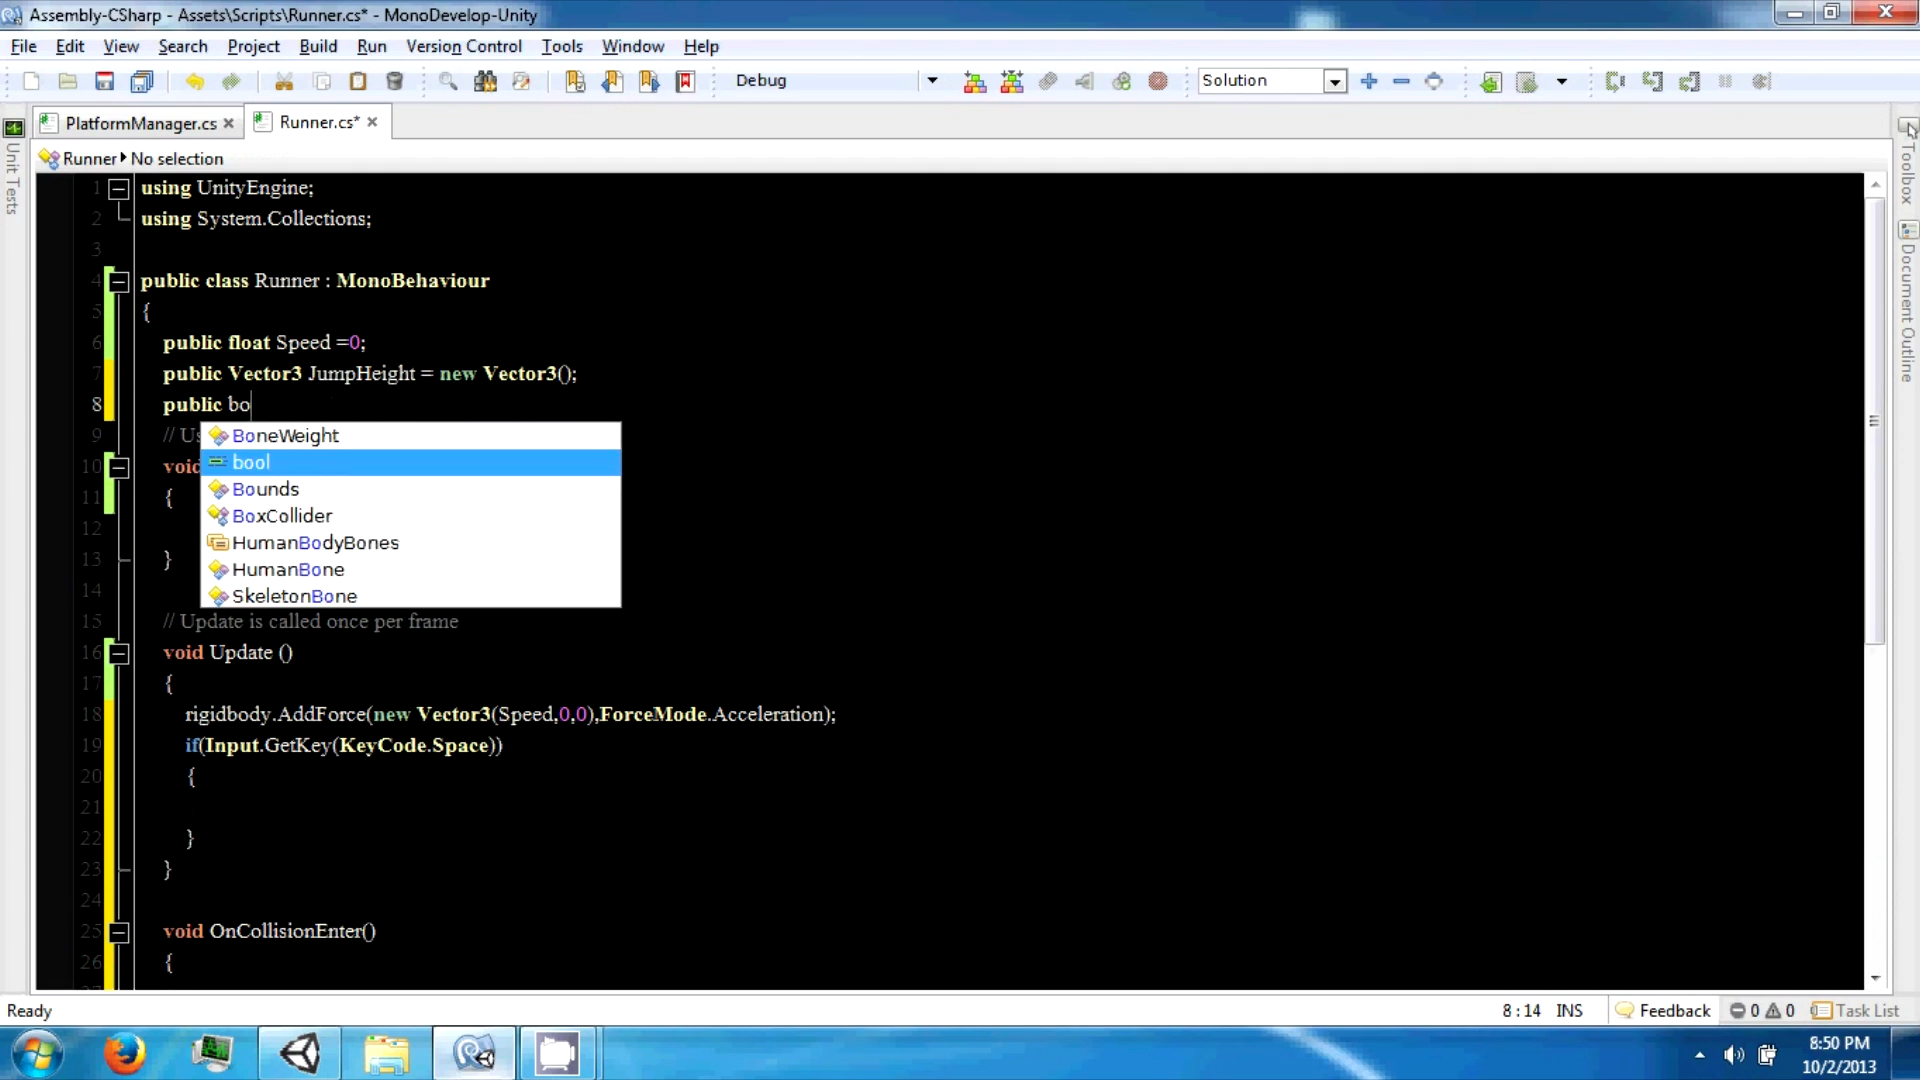 Assembly-CSharp - Assets\Scripts\Runner.cs* - MonoDevelop-Unity
File Edit View Search Project Build Run Version Control Tools Window Help
Debug Solution
PlatformManager.cs Runner.cs*
Runner No selection
Unit Tests
Toolbox
Document Outline
1 using UnityEngine;
2 using System.Collections;
3
4 public class Runner : MonoBehaviour
5 {
6 public float Speed =0;
7 public Vector3 JumpHeight = new Vector3();
8 public bo
9 // Us
BoneWeight
bool
Bounds
BoxCollider
HumanBodyBones
HumanBone
SkeletonBone
10 void
11 {
12
13 }
14
15 // Update is called once per frame
16 void Update ()
17 {
18 rigidbody.AddForce(new Vector3(Speed,0,0),ForceMode.Acceleration);
19 if(Input.GetKey(KeyCode.Space))
20 {
21
22 }
23 }
24
25 void OnCollisionEnter()
26 {
Ready 8 : 14 INS Feedback 0 0 Task List
8:50 PM
10/2/2013